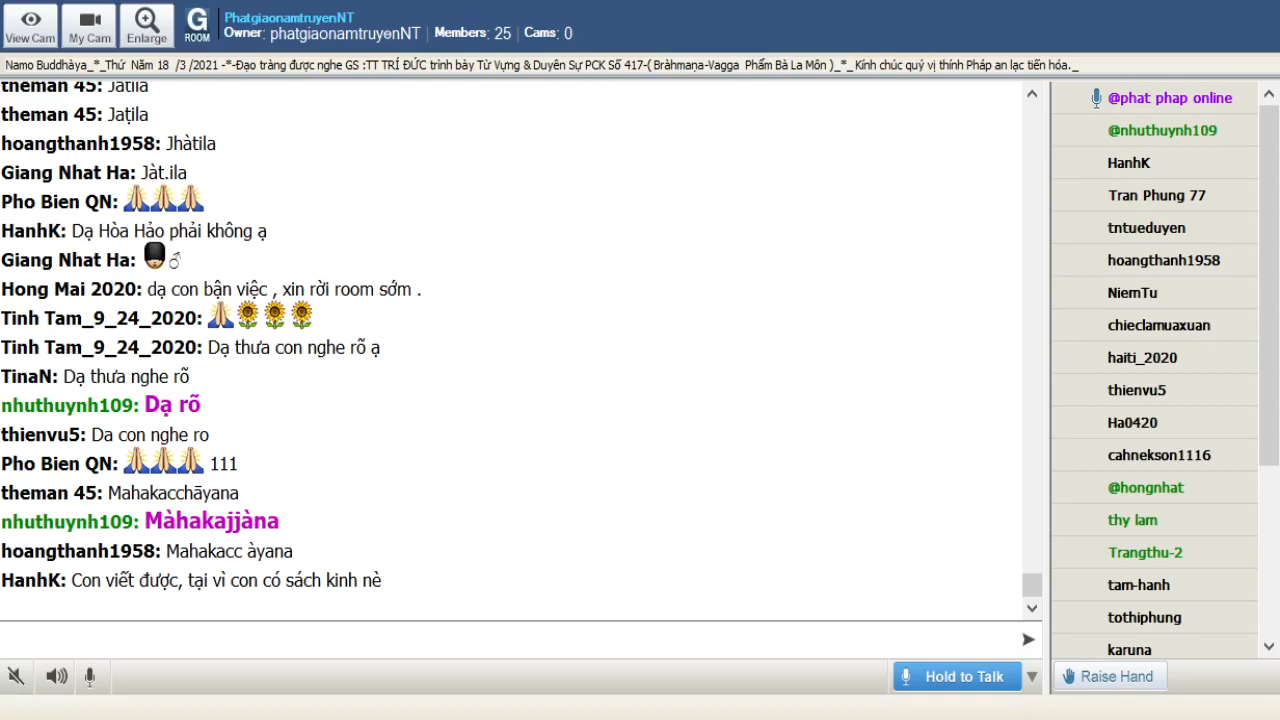 View Cam
My Cam
Enlarge
G
ROOM
PhatgiaonamtruyenNT
Owner: phatgiaonamtruyenNT | Members: 25 | Cams: 0
Namo Buddhàya_*_Thứ Năm 18 /3 /2021 -*-Đạo tràng được nghe GS :TT TRÍ ĐỨC trình bày Từ Vựng & Duyên Sự PCK Số 417-( Bràhmaṇa-Vagga Phẩm Bà La Môn )_*_ Kính chúc quý vị thính Pháp an lạc tiến hóa._
theman 45: Jatila
theman 45: Jaṭila
hoangthanh1958: Jhàtila
Giang Nhat Ha: Jàt.ila
Pho Bien QN: 🙏🙏🙏
HanhK: Dạ Hòa Hảo phải không ạ
Giang Nhat Ha: 💂♂
Hong Mai 2020: dạ con bận việc , xin rời room sớm .
Tinh Tam_9_24_2020: 🙏🌻🌻🌻
Tinh Tam_9_24_2020: Dạ thưa con nghe rõ ạ
TinaN: Dạ thưa nghe rõ
nhuthuynh109: Dạ rõ
thienvu5: Da con nghe ro
Pho Bien QN: 🙏🙏🙏 111
theman 45: Mahakacchāyana
nhuthuynh109: Màhakajjàna
hoangthanh1958: Mahakacc àyana
HanhK: Con viết được, tại vì con có sách kinh nè
@phat phap online
@nhuthuynh109
HanhK
Tran Phung 77
tntueduyen
hoangthanh1958
NiemTu
chieclamuaxuan
haiti_2020
thienvu5
Ha0420
cahnekson1116
@hongnhat
thy lam
Trangthu-2
tam-hanh
tothiphung
karuna
Hold to Talk
Raise Hand